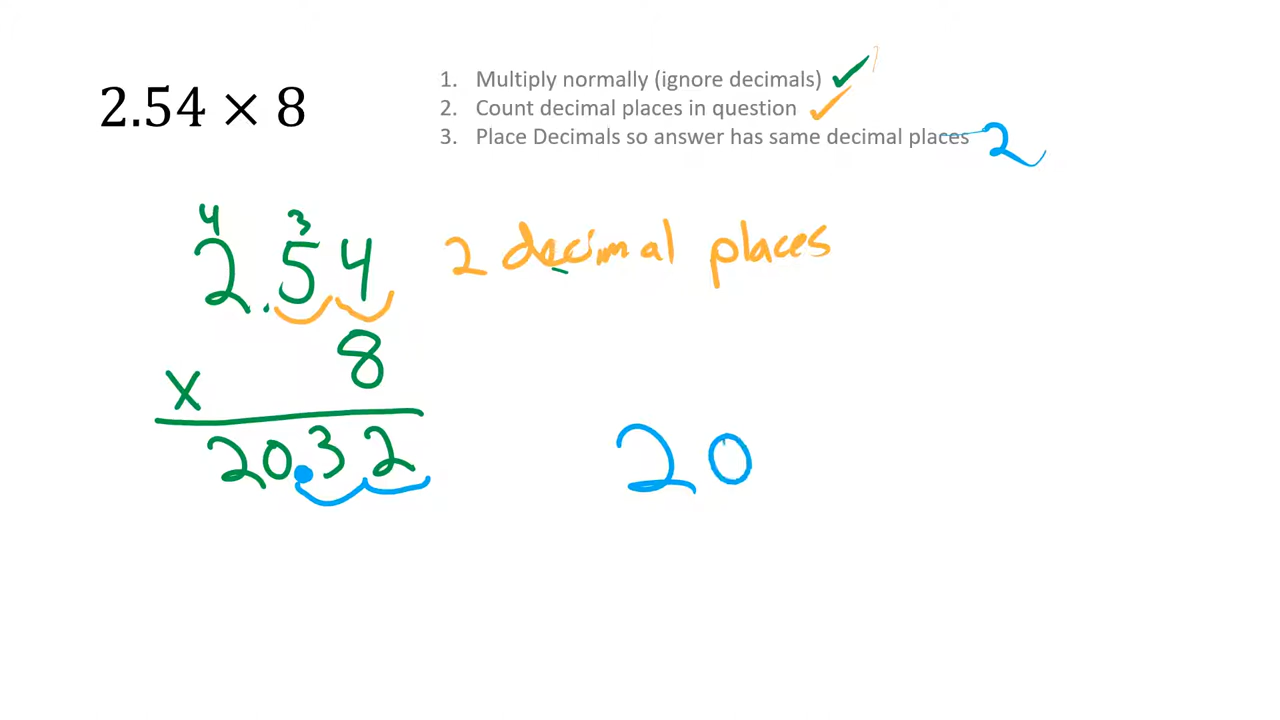 2.54 × 8
1. Multiply normally (ignore decimals) ✓
2. Count decimal places in question ✓
3. Place Decimals so answer has same decimal places 2
4 3
2.54 2 decimal places
8
x
20.32 20